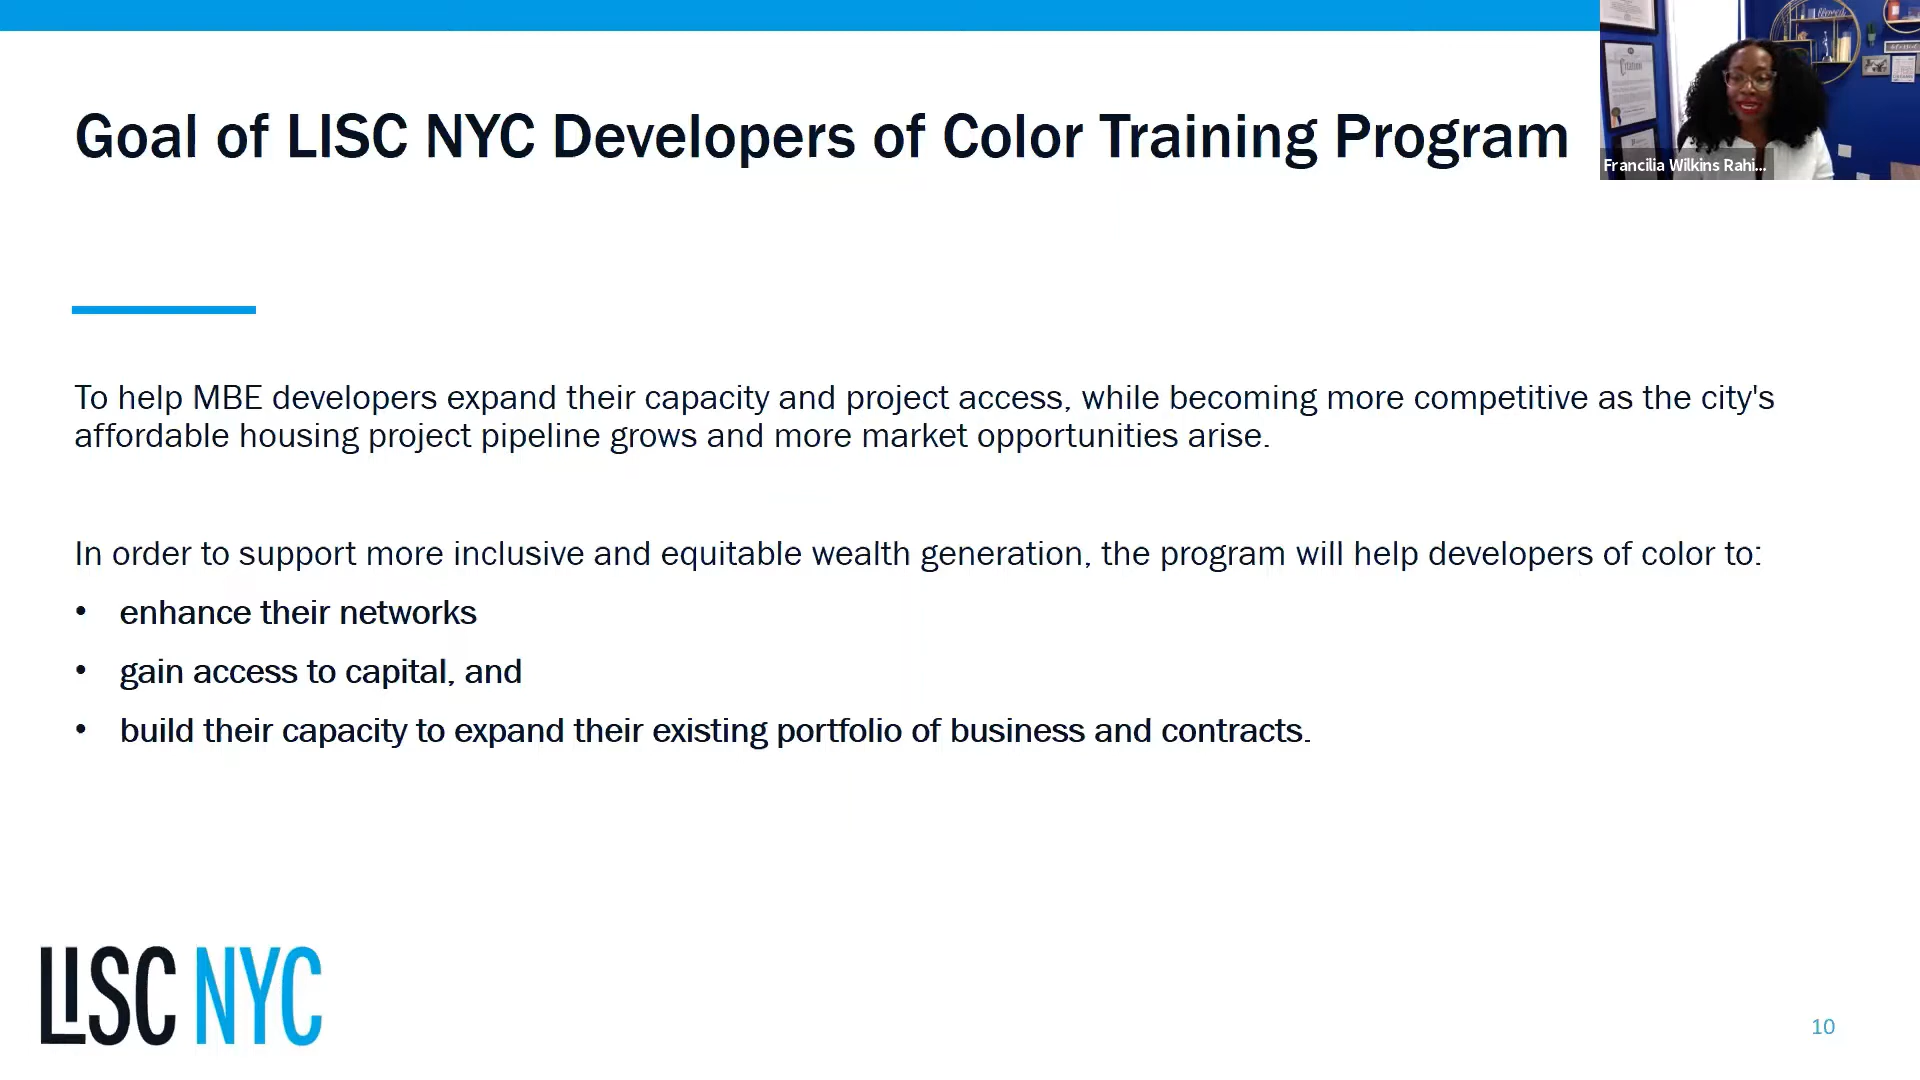 Goal of LISC NYC Developers of Color Training Program
Francilia Wilkins Rahi...
To help MBE developers expand their capacity and project access, while becoming more competitive as the city's
affordable housing project pipeline grows and more market opportunities arise.
In order to support more inclusive and equitable wealth generation, the program will help developers of color to:
• enhance their networks
• gain access to capital, and
• build their capacity to expand their existing portfolio of business and contracts.
LISC NYC
10